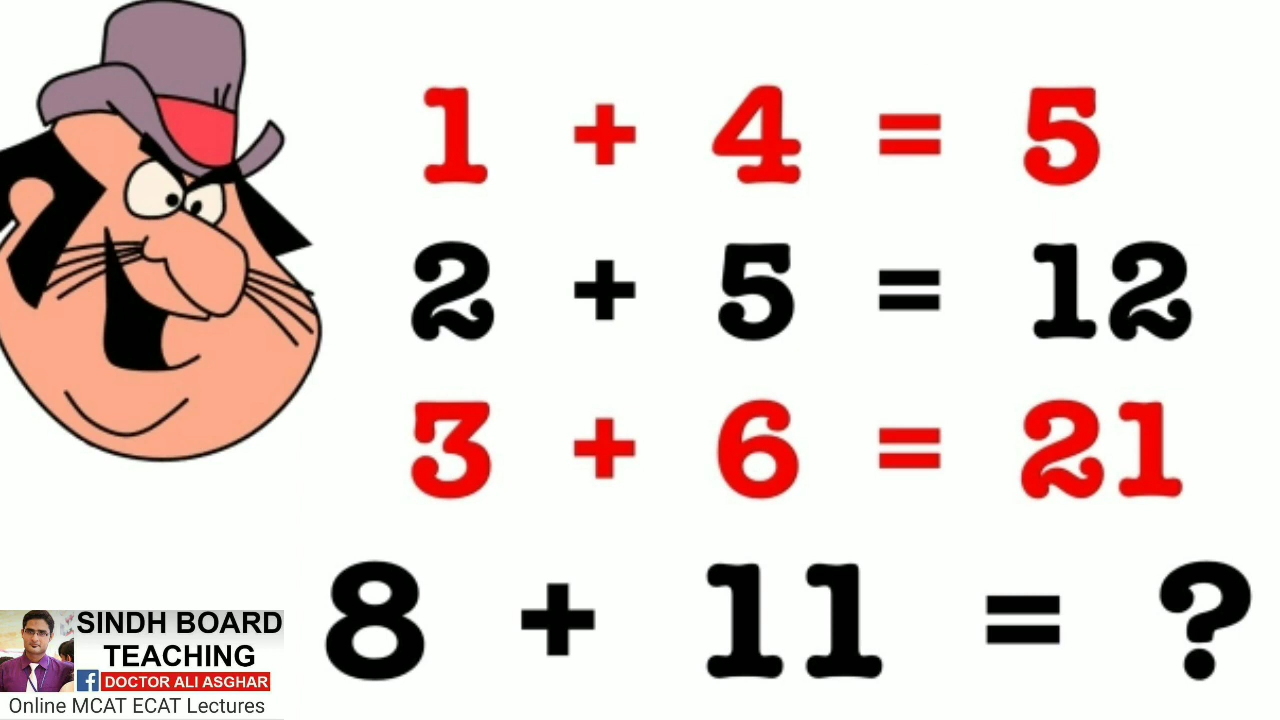 1 + 4 = 5
2 + 5 = 12
3 + 6 = 21
8 + 11 = ?
SINDH BOARD
TEACHING
f DOCTOR ALI ASGHAR
Online MCAT ECAT Lectures